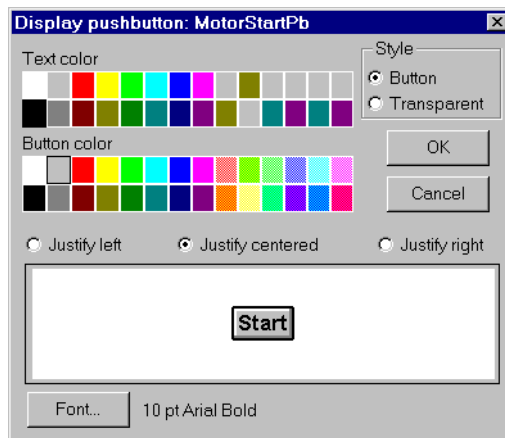 Display pushbutton: MotorStartPb
Text color
Style
Button
Transparent
Button color
OK
Cancel
Justify left Justify centered Justify right
Start
Font... 10 pt Arial Bold